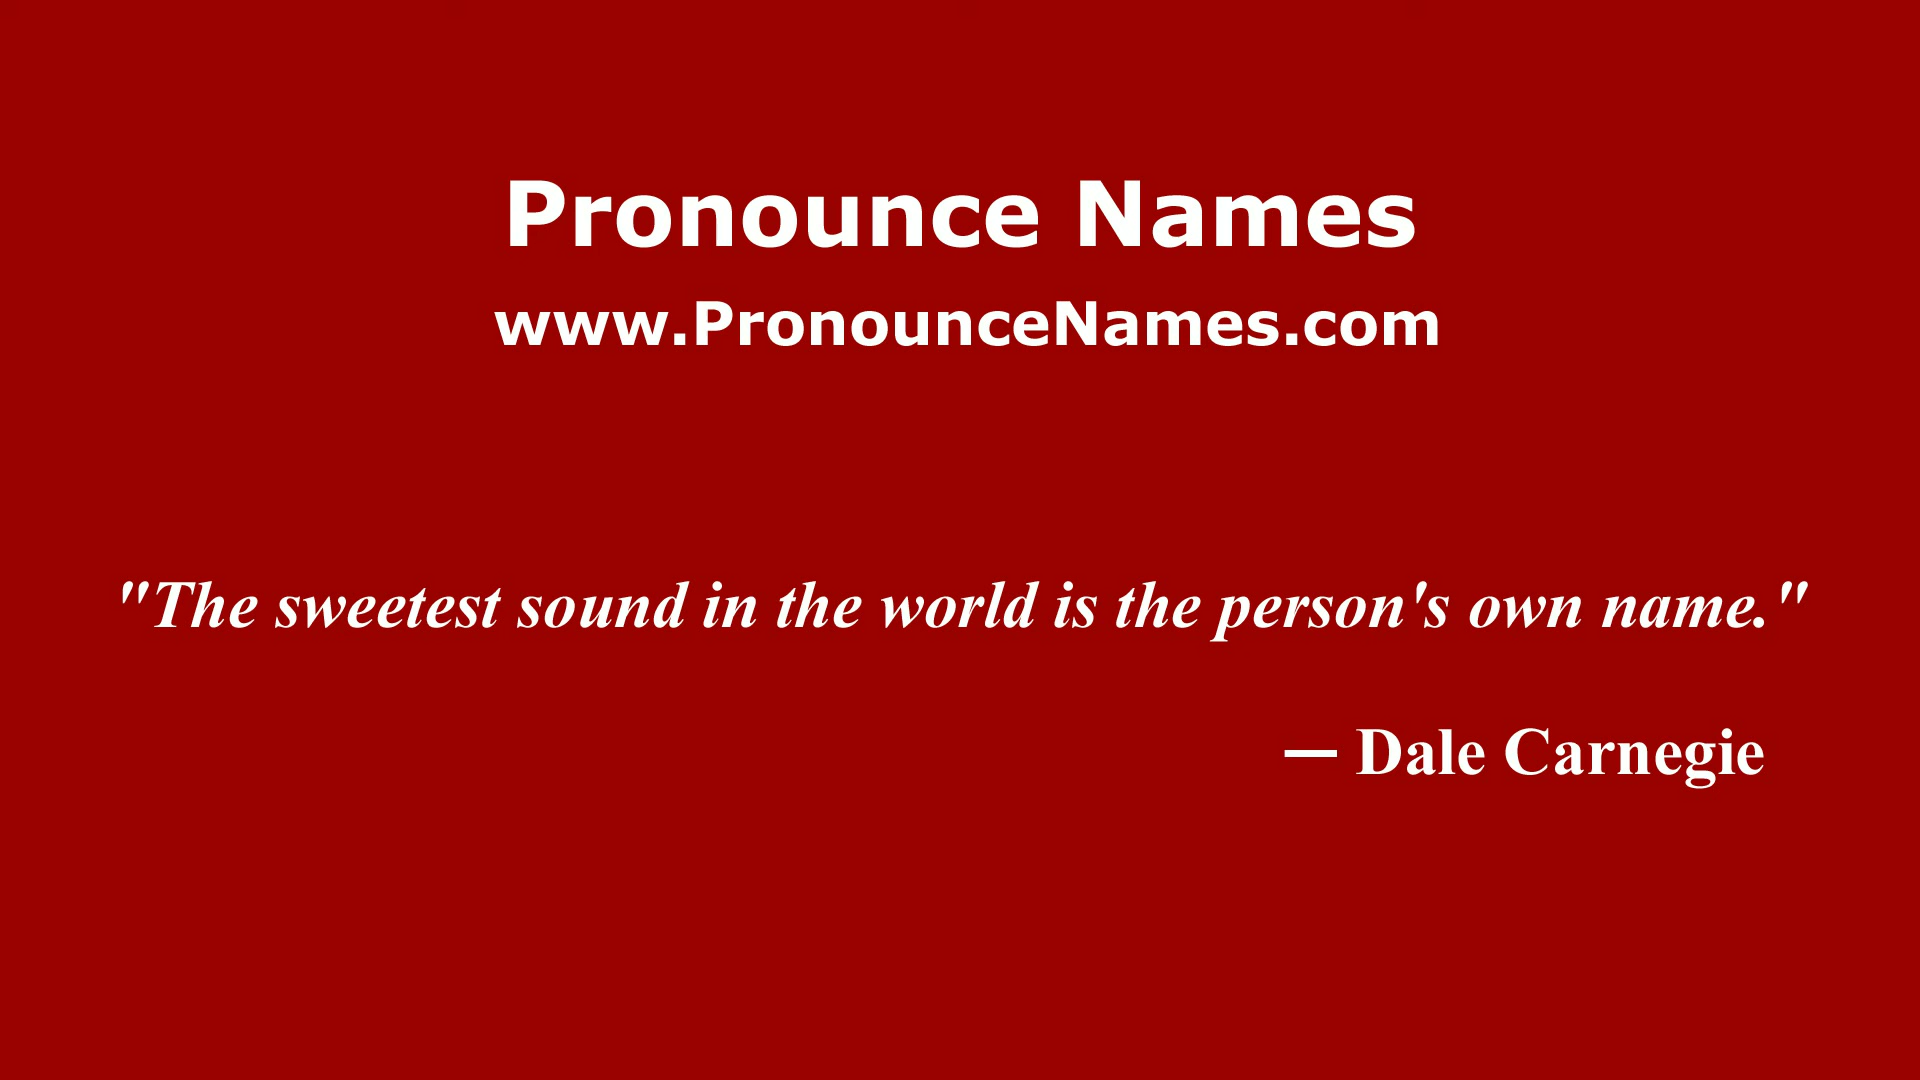 Pronounce Names
www.PronounceNames.com
"The sweetest sound in the world is the person's own name."
— Dale Carnegie